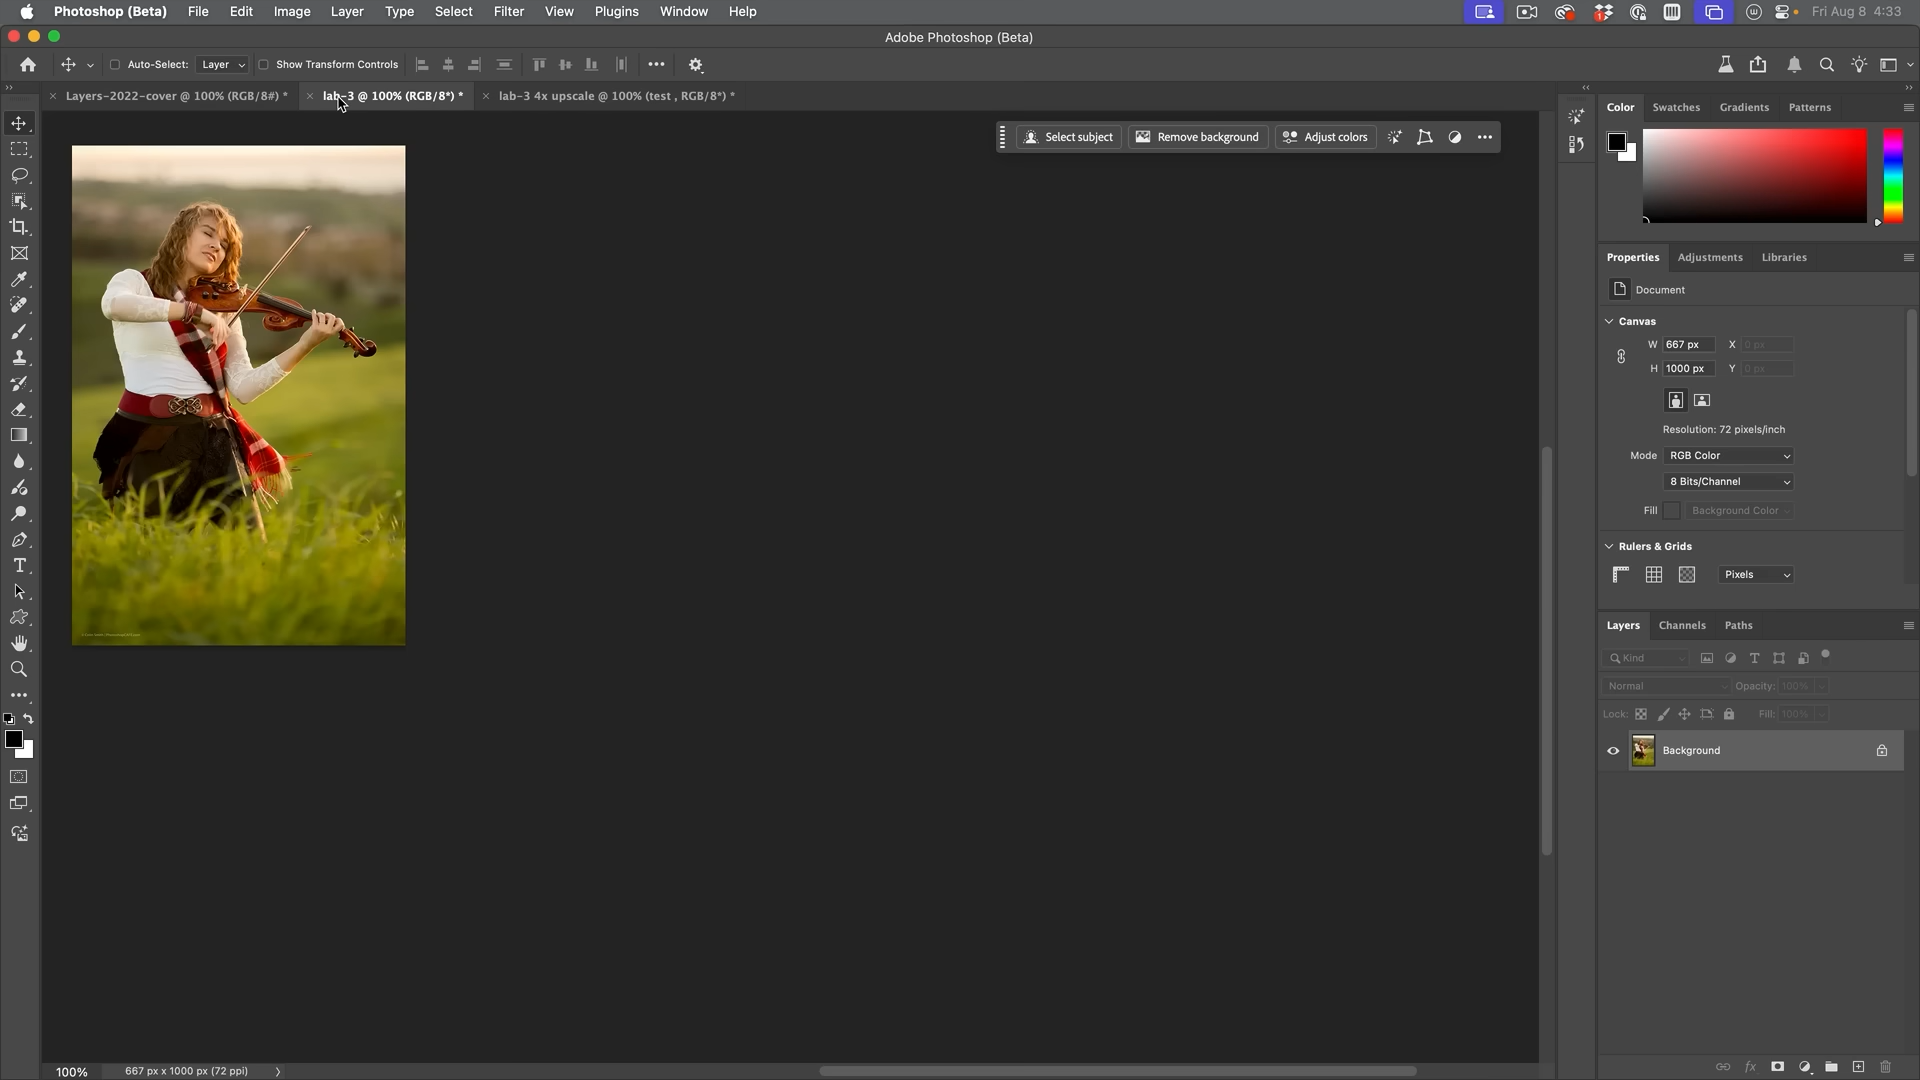 Photoshop (Beta) File Edit Image Layer Type Select Filter View Plugins Window Help Fri Aug 8 4:33
Adobe Photoshop (Beta)
Auto-Select: Layer Show Transform Controls
Layers-2022-cover @ 100% (RGB/8#) * lab-3 @ 100% (RGB/8*) * lab-3 4x upscale @ 100% (test , RGB/8*) *
Select subject Remove background Adjust colors
Color Swatches Gradients Patterns
Properties Adjustments Libraries
Document
Canvas
W 667 px X 0 px
H 1000 px Y 0 px
Resolution: 72 pixels/inch
Mode RGB Color
8 Bits/Channel
Fill Background Color
Rulers & Grids
Pixels
Layers Channels Paths
Kind
Normal Opacity: 100%
Lock: Fill: 100%
Background
100% 667 px x 1000 px (72 ppi)